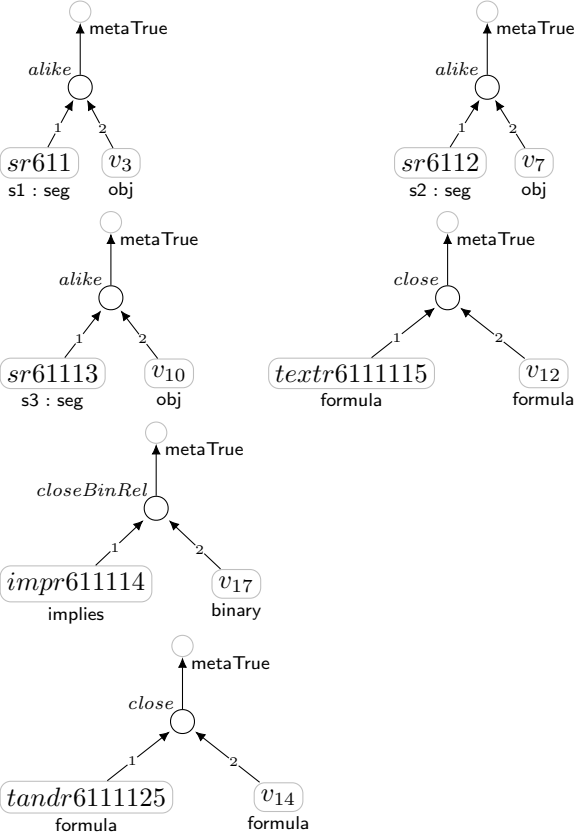 metaTrue
alike
1 2
sr611 v3
s1 : seg obj
metaTrue
alike
1 2
sr6112 v7
s2 : seg obj
metaTrue
alike
1 2
sr61113 v10
s3 : seg obj
metaTrue
close
1 2
textr6111115 v12
formula formula
metaTrue
closeBinRel
1 2
impr611114 v17
implies binary
metaTrue
close
1 2
tandr6111125 v14
formula formula